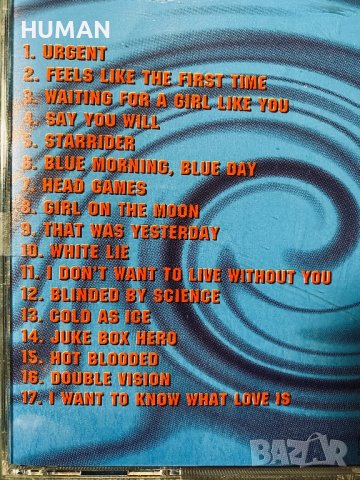 HUMAN
1. URGENT
2. FEELS LIKE THE FIRST TIME
3. WAITING FOR A GIRL LIKE YOU
4. SAY YOU WILL
5. STARRIDER
6. BLUE MORNING, BLUE DAY
7. HEAD GAMES
8. GIRL ON THE MOON
9. THAT WAS YESTERDAY
10. WHITE LIE
11. I DON'T WANT TO LIVE WITHOUT YOU
12. BLINDED BY SCIENCE
13. COLD AS ICE
14. JUKE BOX HERO
15. HOT BLOODED
16. DOUBLE VISION
17. I WANT TO KNOW WHAT LOVE IS
BAZAR